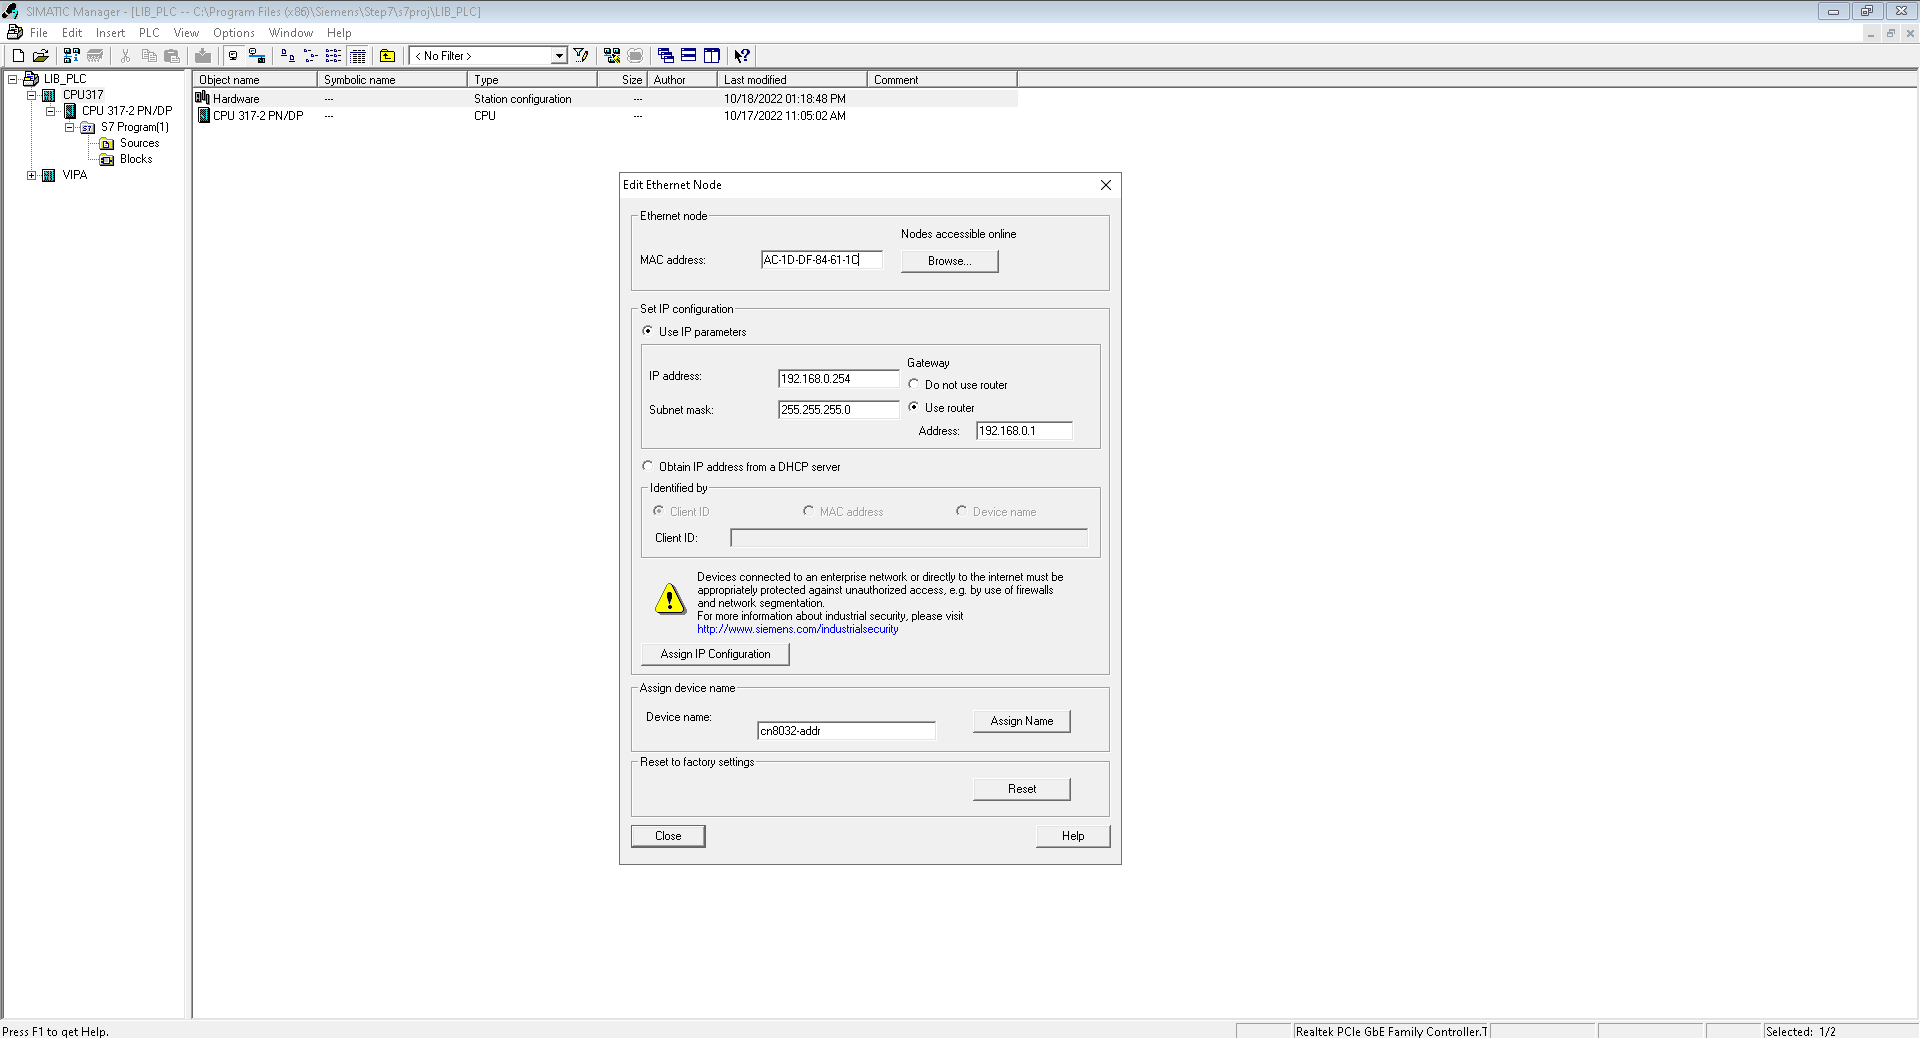 SIMATIC Manager - [LIB_PLC -- C:\Program Files (x86)\Siemens\Step7\s7proj\LIB_PLC]
File Edit Insert PLC View Options Window Help
< No Filter >
LIB_PLC
CPU317
CPU 317-2 PN/DP
S7 Program(1)
Sources
Blocks
VIPA
Object name Symbolic name Type Size Author Last modified Comment
Hardware --- Station configuration --- 10/18/2022 01:18:48 PM
CPU 317-2 PN/DP --- CPU --- 10/17/2022 11:05:02 AM
Edit Ethernet Node
Ethernet node
Nodes accessible online
MAC address: AC-1D-DF-84-61-1C Browse...
Set IP configuration
Use IP parameters
Gateway
IP address: 192.168.0.254
Do not use router
Subnet mask: 255.255.255.0
Use router
Address: 192.168.0.1
Obtain IP address from a DHCP server
Identified by
Client ID MAC address Device name
Client ID:
Devices connected to an enterprise network or directly to the internet must be
appropriately protected against unauthorized access, e.g. by use of firewalls
and network segmentation.
For more information about industrial security, please visit
http://www.siemens.com/industrialsecurity
Assign IP Configuration
Assign device name
Device name: cn8032-addr Assign Name
Reset to factory settings
Reset
Close Help
Press F1 to get Help. Realtek PCIe GbE Family Controller.T Selected: 1/2